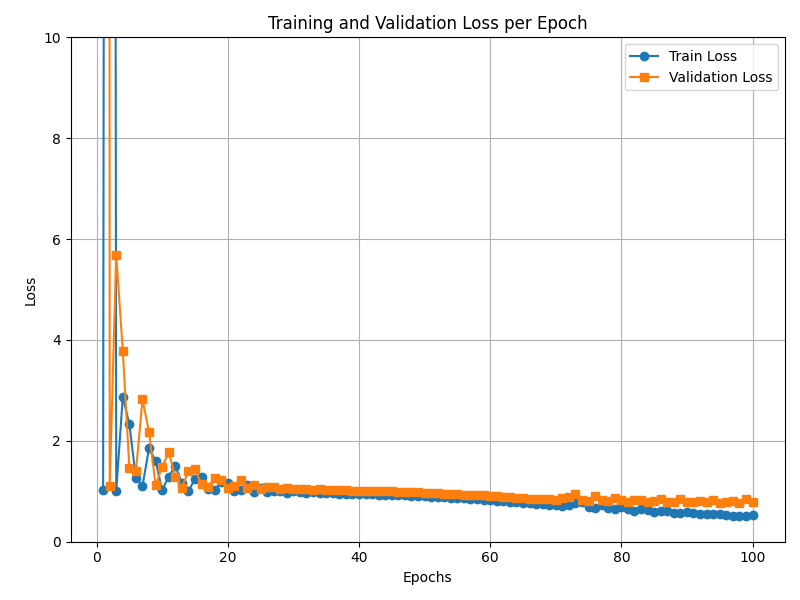 Training and Validation Loss per Epoch
Train Loss
Validation Loss
Loss
10
8
6
4
2
0
0 20 40 60 80 100
Epochs